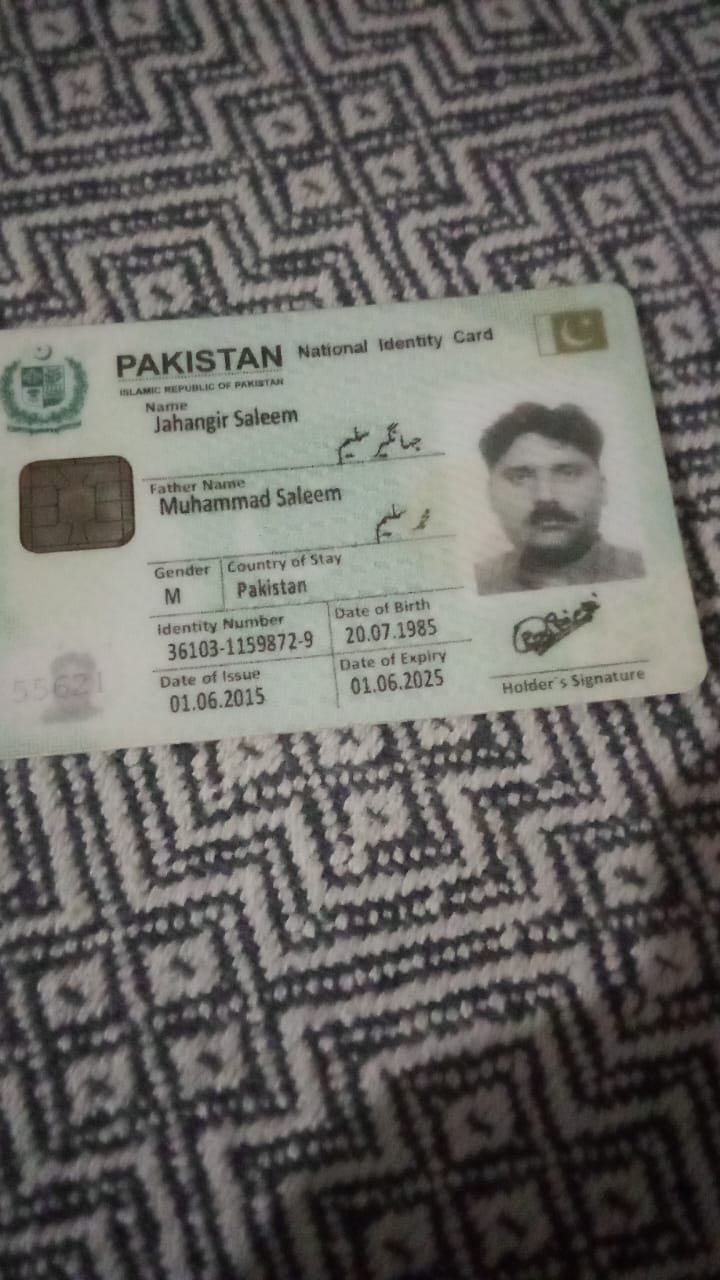 PAKISTAN National Identity Card
ISLAMIC REPUBLIC OF PAKISTAN
Name
Jahangir Saleem
جہانگیر سلیم
Father Name
Muhammad Saleem
محمد سلیم
Gender Country of Stay
M Pakistan
Identity Number Date of Birth
36103-1159872-9 20.07.1985
Date of Issue Date of Expiry
01.06.2015 01.06.2025
55621
Holder's Signature